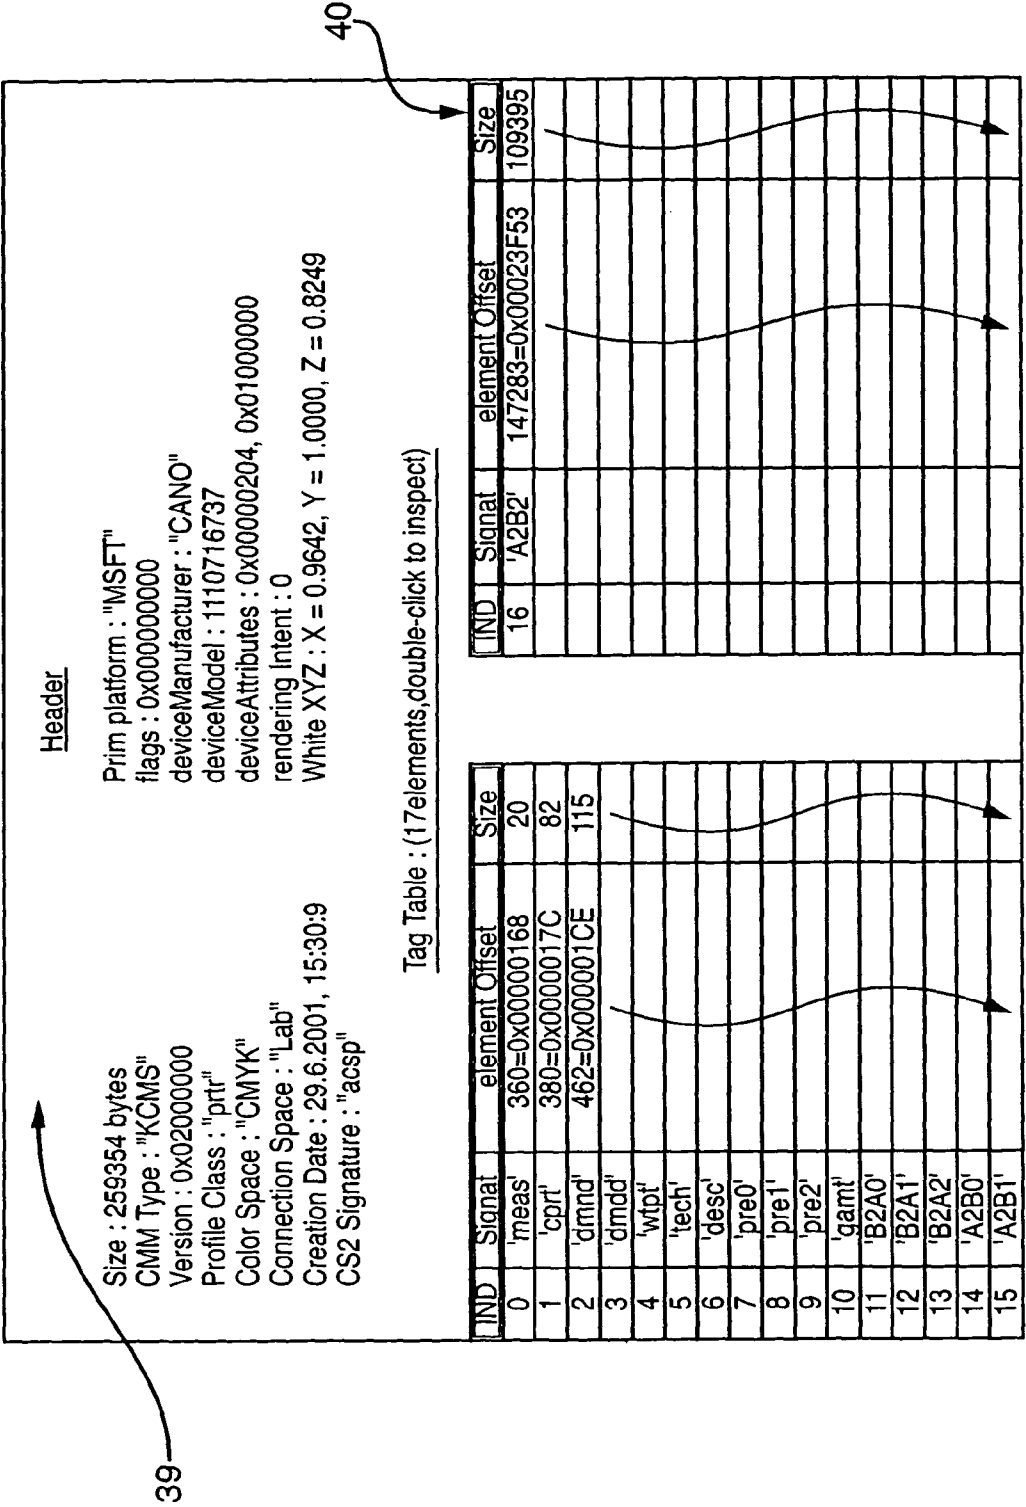 39
40
Header
Size : 259354 bytes
CMM Type : "KCMS"
Version : 0x02000000
Profile Class : "prtr"
Color Space : "CMYK"
Connection Space : "Lab"
Creation Date : 29.6.2001, 15:30:9
CS2 Signature : "acsp"
Prim platform : "MSFT"
flags : 0x00000000
deviceManufacturer : "CANO"
deviceModel : 1110716737
deviceAttributes : 0x00000204, 0x01000000
rendering Intent : 0
White XYZ : X = 0.9642, Y = 1.0000, Z = 0.8249
Tag Table : (17elements,double-click to inspect)
IND Signat element Offset Size
0 'meas' 360=0x00000168 20
1 'cprt' 380=0x0000017C 82
2 'dmnd' 462=0x000001CE 115
3 'dmdd'
4 'wtpt'
5 'tech'
6 'desc'
7 'pre0'
8 'pre1'
9 'pre2'
10 'gamt'
11 'B2A0'
12 'B2A1'
13 'B2A2'
14 'A2B0'
15 'A2B1'
IND Signat element Offset Size
16 'A2B2' 147283=0x00023F53 109395